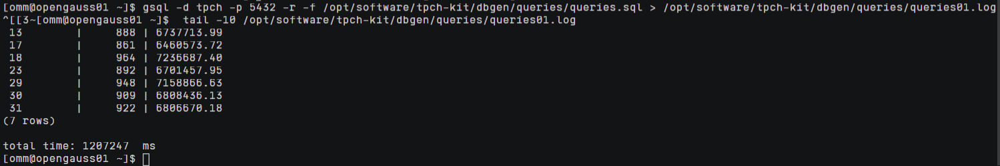 [omm@opengauss01 ~]$ gsql -d tpch -p 5432 -r -f /opt/software/tpch-kit/dbgen/queries/queries.sql > /opt/software/tpch-kit/dbgen/queries/queries01.log
^[[3~[omm@opengauss01 ~]$  tail -10 /opt/software/tpch-kit/dbgen/queries/queries01.log
 13         |      888 | 6737713.99
 17         |      861 | 6460573.72
 18         |      964 | 7236687.40
 23         |      892 | 6701457.95
 29         |      948 | 7158866.63
 30         |      909 | 6808436.13
 31         |      922 | 6806670.18
(7 rows)

total time: 1207247  ms
[omm@opengauss01 ~]$